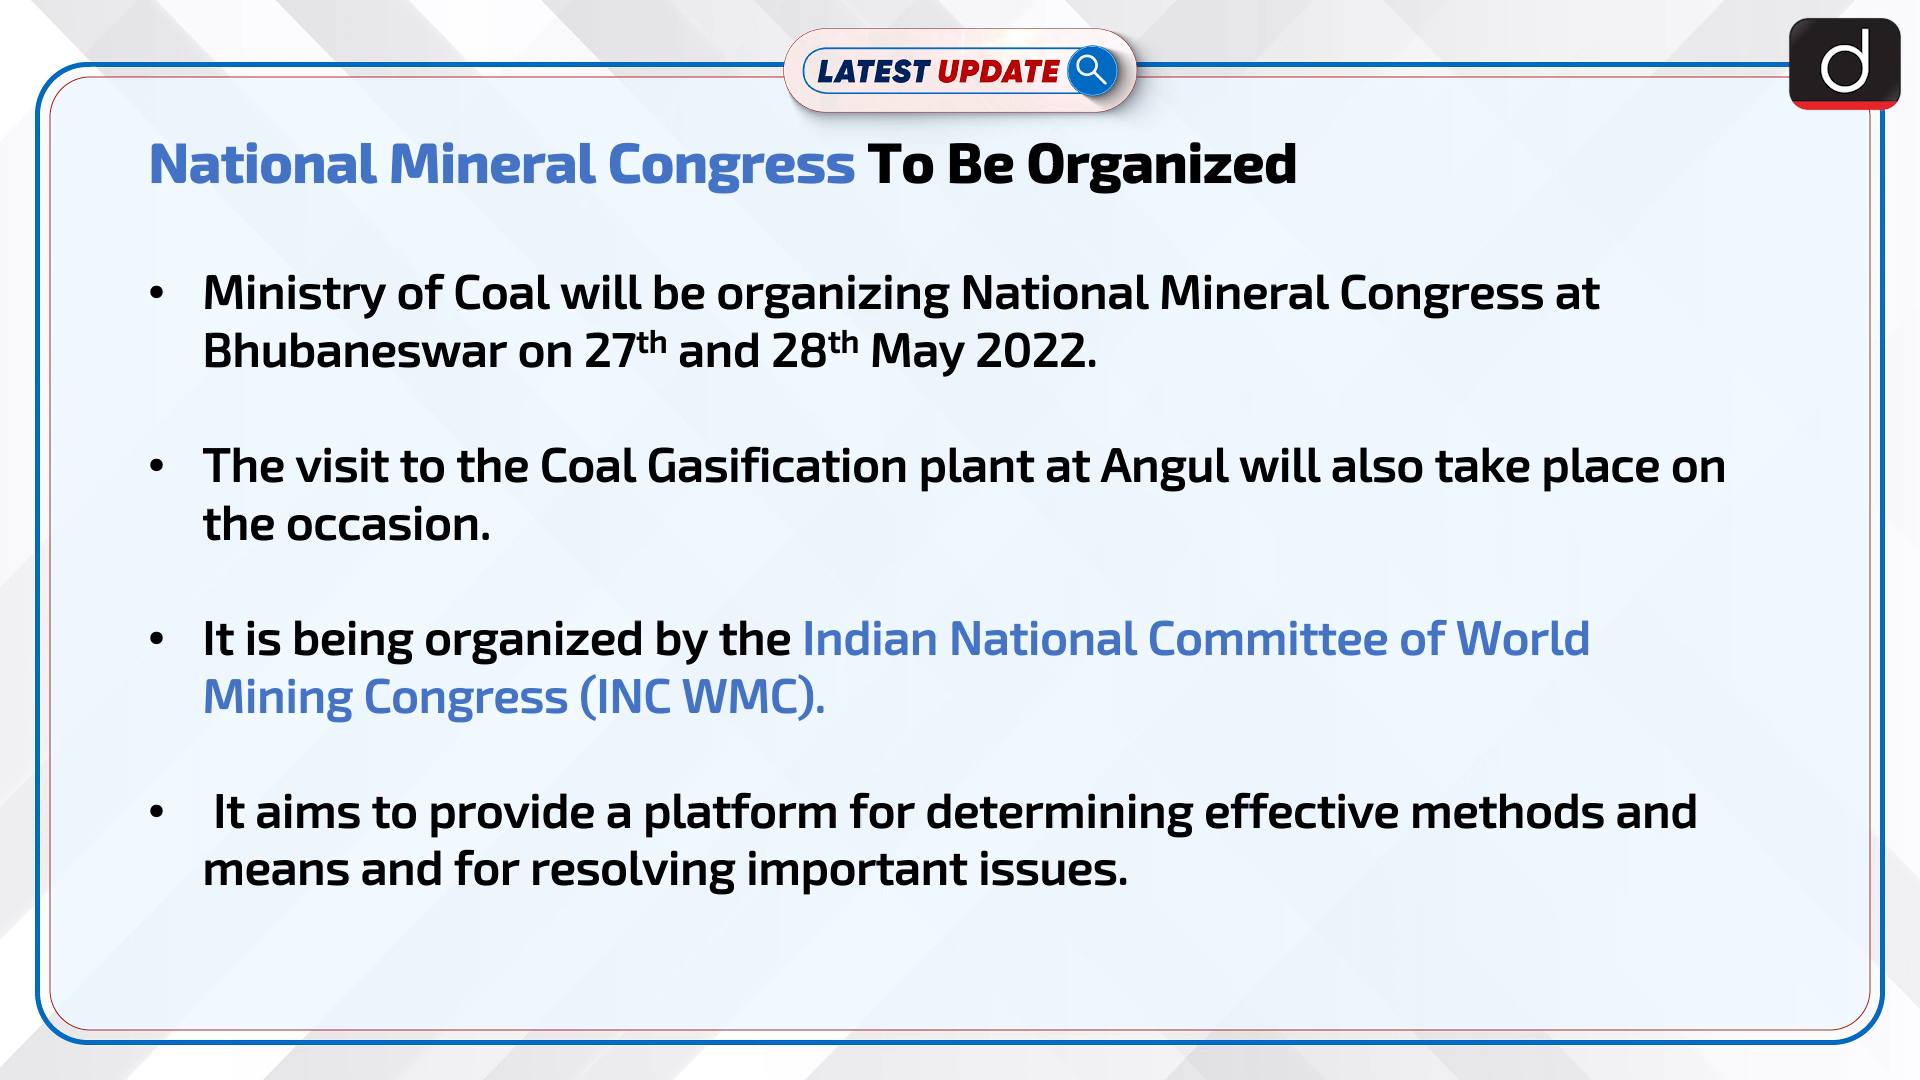 LATEST UPDATE
d
National Mineral Congress To Be Organized
• Ministry of Coal will be organizing National Mineral Congress at
Bhubaneswar on 27th and 28th May 2022.
• The visit to the Coal Gasification plant at Angul will also take place on
the occasion.
• It is being organized by the Indian National Committee of World
Mining Congress (INC WMC).
• It aims to provide a platform for determining effective methods and
means and for resolving important issues.